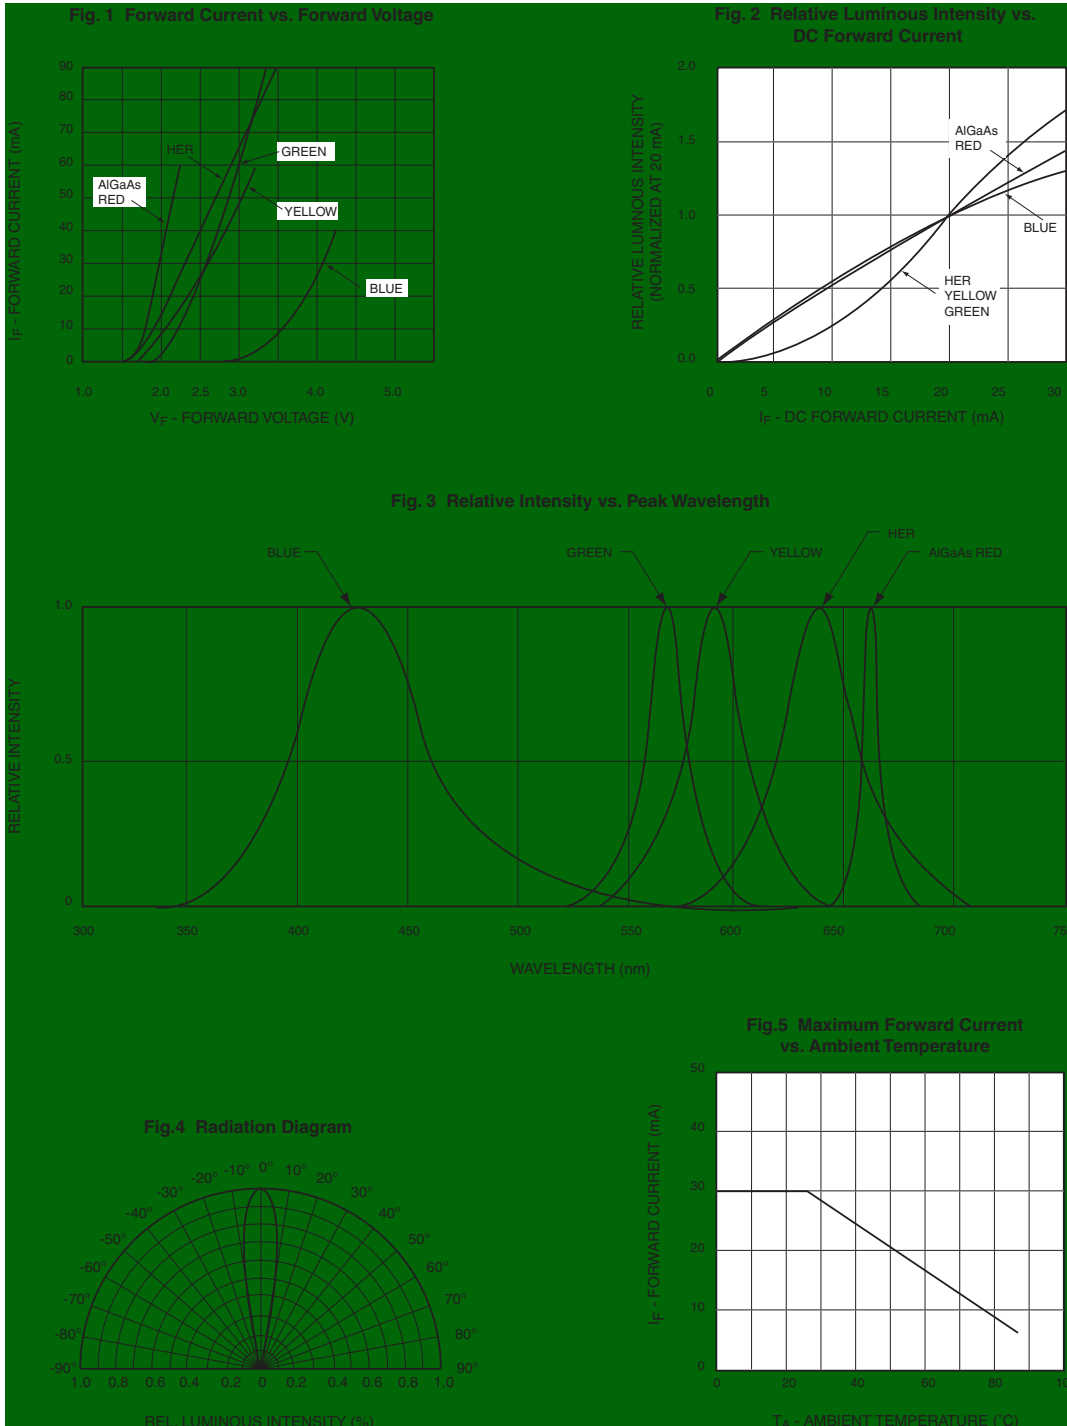 Fig. 1  Forward Current vs. Forward Voltage
90
80
70
60
50
40
30
20
10
0
IF - FORWARD CURRENT (mA)
HER
GREEN
AlGaAs
RED
YELLOW
BLUE
1.0 2.0 2.5 3.0 4.0 5.0
VF - FORWARD VOLTAGE (V)
Fig. 2  Relative Luminous Intensity vs.
DC Forward Current
2.0
1.5
1.0
0.5
0.0
RELATIVE LUMNOUS INTENSITY
(NORMALIZED AT 20 mA)
AlGaAs
RED
BLUE
HER
YELLOW
GREEN
0 5 10 15 20 25 30
IF - DC FORWARD CURRENT (mA)
Fig. 3  Relative Intensity vs. Peak Wavelength
BLUE
GREEN
YELLOW
HER
AlGaAs RED
1.0
0.5
0
RELATIVE INTENSITY
300 350 400 450 500 550 600 650 700 75
WAVELENGTH (nm)
Fig.4  Radiation Diagram
-90° -80° -70° -60° -50° -40° -30° -20° -10° 0° 10° 20° 30° 40° 50° 60° 70° 80° 90°
1.0 0.8 0.6 0.4 0.2 0 0.2 0.4 0.6 0.8 1.0
REL. LUMINOUS INTENSITY (%)
Fig.5  Maximum Forward Current
vs. Ambient Temperature
50
40
30
20
10
0
IF - FORWARD CURRENT (mA)
0 20 40 60 80 10
TA - AMBIENT TEMPERATURE (˚C)